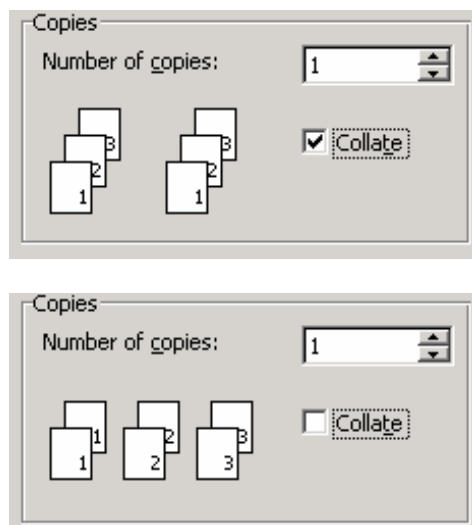 Copies
Number of copies: 1
3 3
Collate
2 2
1 1
Copies
Number of copies: 1
Collate
1 2 3
1 2 3